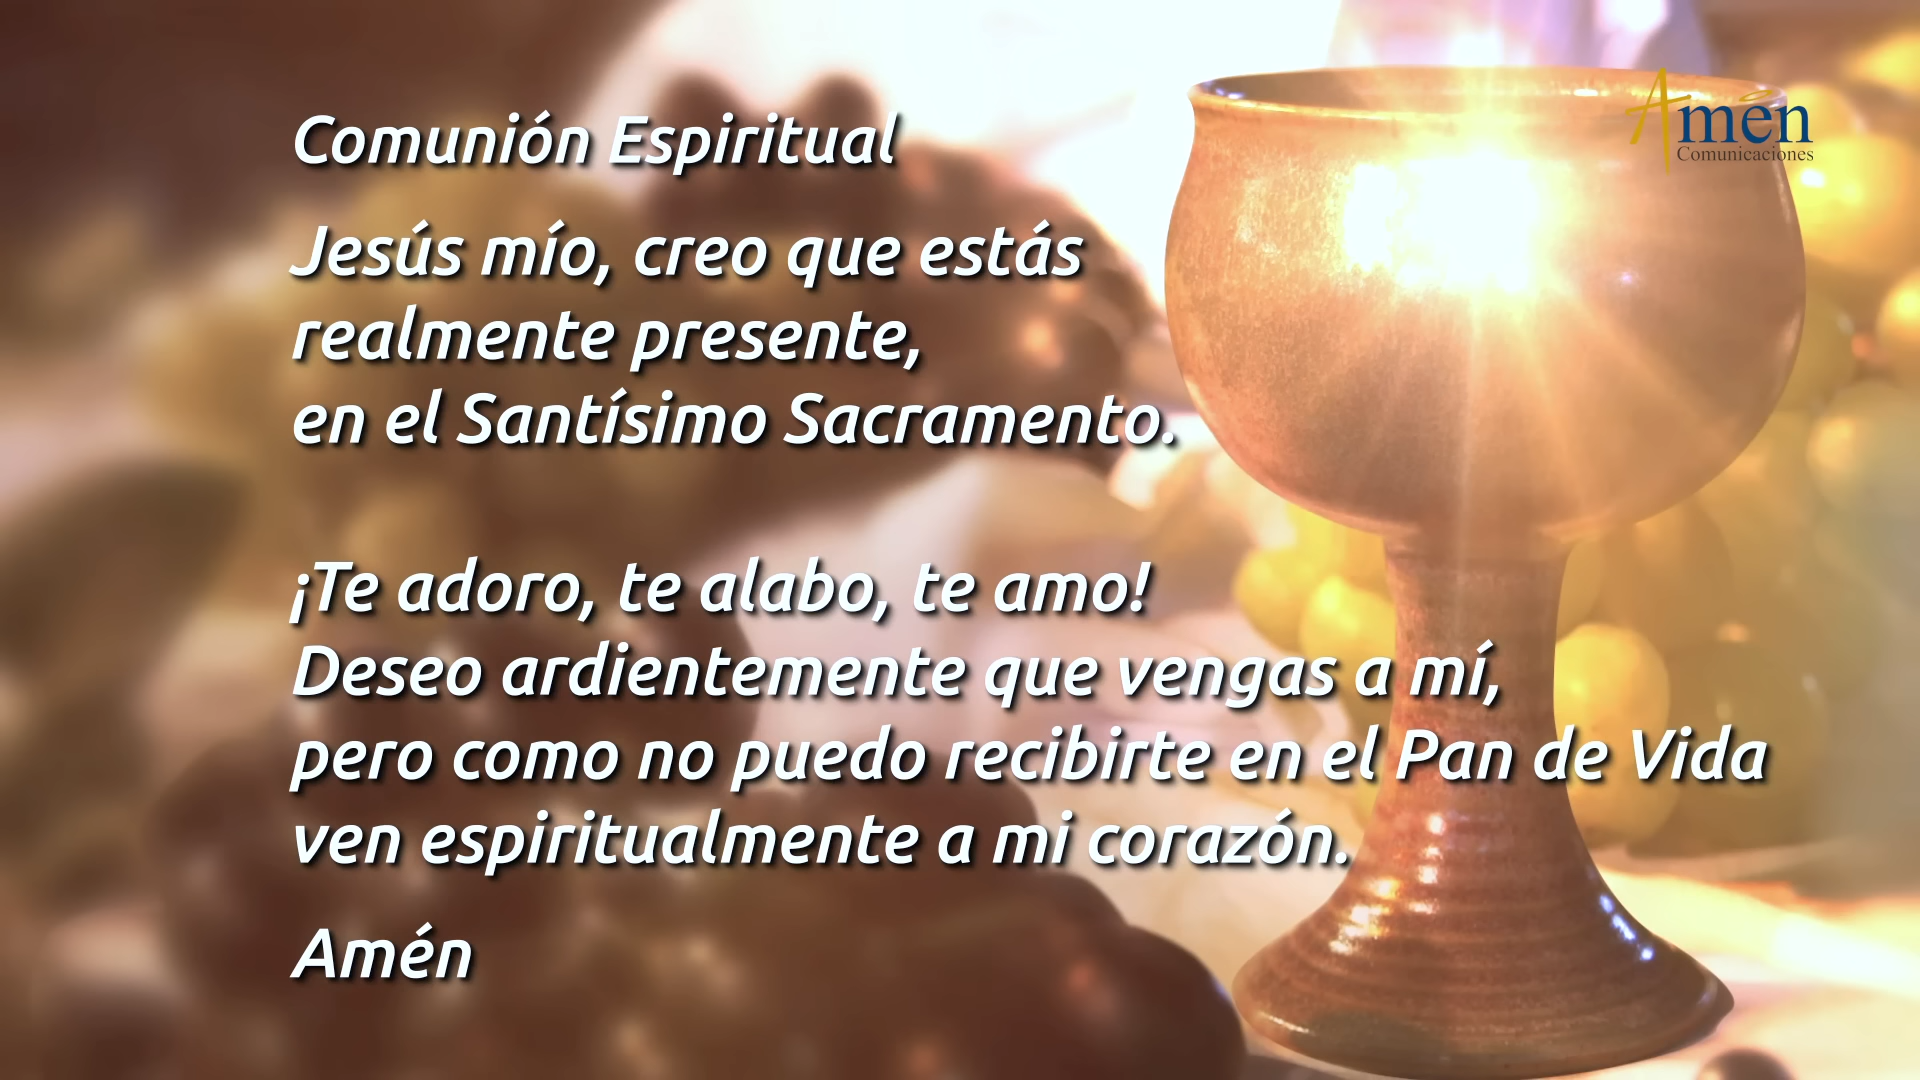 Amén
Comunicaciones
Comunión Espiritual
Jesús mío, creo que estás
realmente presente,
en el Santísimo Sacramento.
¡Te adoro, te alabo, te amo!
Deseo ardientemente que vengas a mí,
pero como no puedo recibirte en el Pan de Vida
ven espiritualmente a mi corazón.
Amén